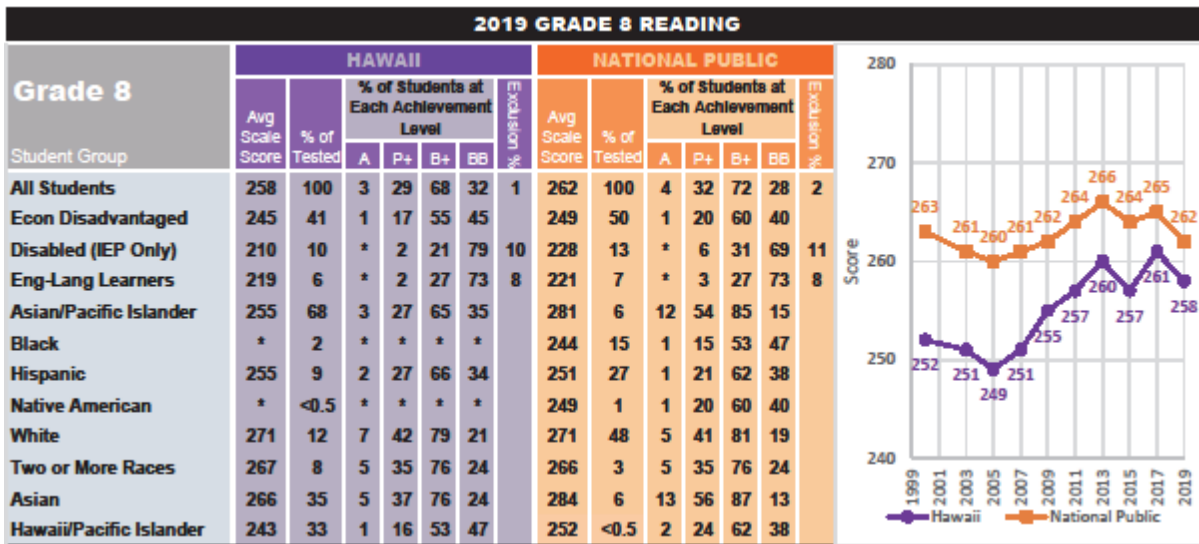 2019 GRADE 8 READING
Grade 8
Student Group
HAWAII
NATIONAL PUBLIC
Avg Scale Score
% of Tested
% of Students at Each Achievement Level
Exclusion %
Avg Scale Score
% of Tested
% of Students at Each Achievement Level
Exclusion %
A P+ B+ BB A P+ B+ BB
All Students 258 100 3 29 68 32 1 262 100 4 32 72 28 2
Econ Disadvantaged 245 41 1 17 55 45 249 50 1 20 60 40
Disabled (IEP Only) 210 10 * 2 21 79 10 228 13 * 6 31 69 11
Eng-Lang Learners 219 6 * 2 27 73 8 221 7 * 3 27 73 8
Asian/Pacific Islander 255 68 3 27 65 35 281 6 12 54 85 15
Black * 2 * * * * 244 15 1 15 53 47
Hispanic 255 9 2 27 66 34 251 27 1 21 62 38
Native American * <0.5 * * * * 249 1 1 20 60 40
White 271 12 7 42 79 21 271 48 5 41 81 19
Two or More Races 267 8 5 35 76 24 266 3 5 35 76 24
Asian 266 35 5 37 76 24 284 6 13 56 87 13
Hawaii/Pacific Islander 243 33 1 16 53 47 252 <0.5 2 24 62 38
280
270
260
250
240
Score
263 261 260 261 262 264 266 264 265 262
252 251 249 251 255 257 260 257 261 258
1999 2001 2003 2005 2007 2009 2011 2013 2015 2017 2019
Hawaii National Public